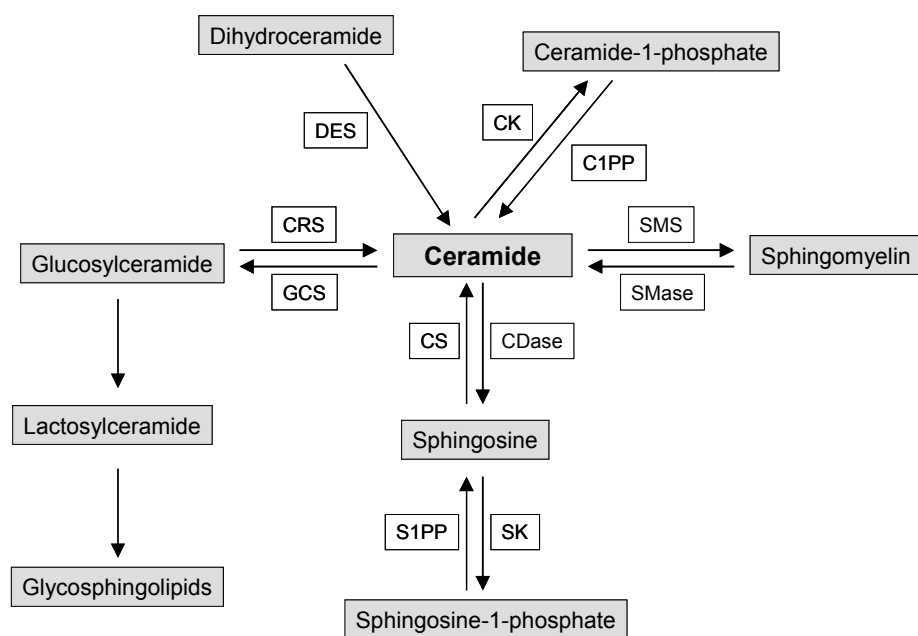 Dihydroceramide
Ceramide-1-phosphate
DES
CK
C1PP
CRS
SMS
Glucosylceramide
Ceramide
Sphingomyelin
GCS
SMase
CS
CDase
Lactosylceramide
Sphingosine
S1PP
SK
Glycosphingolipids
Sphingosine-1-phosphate